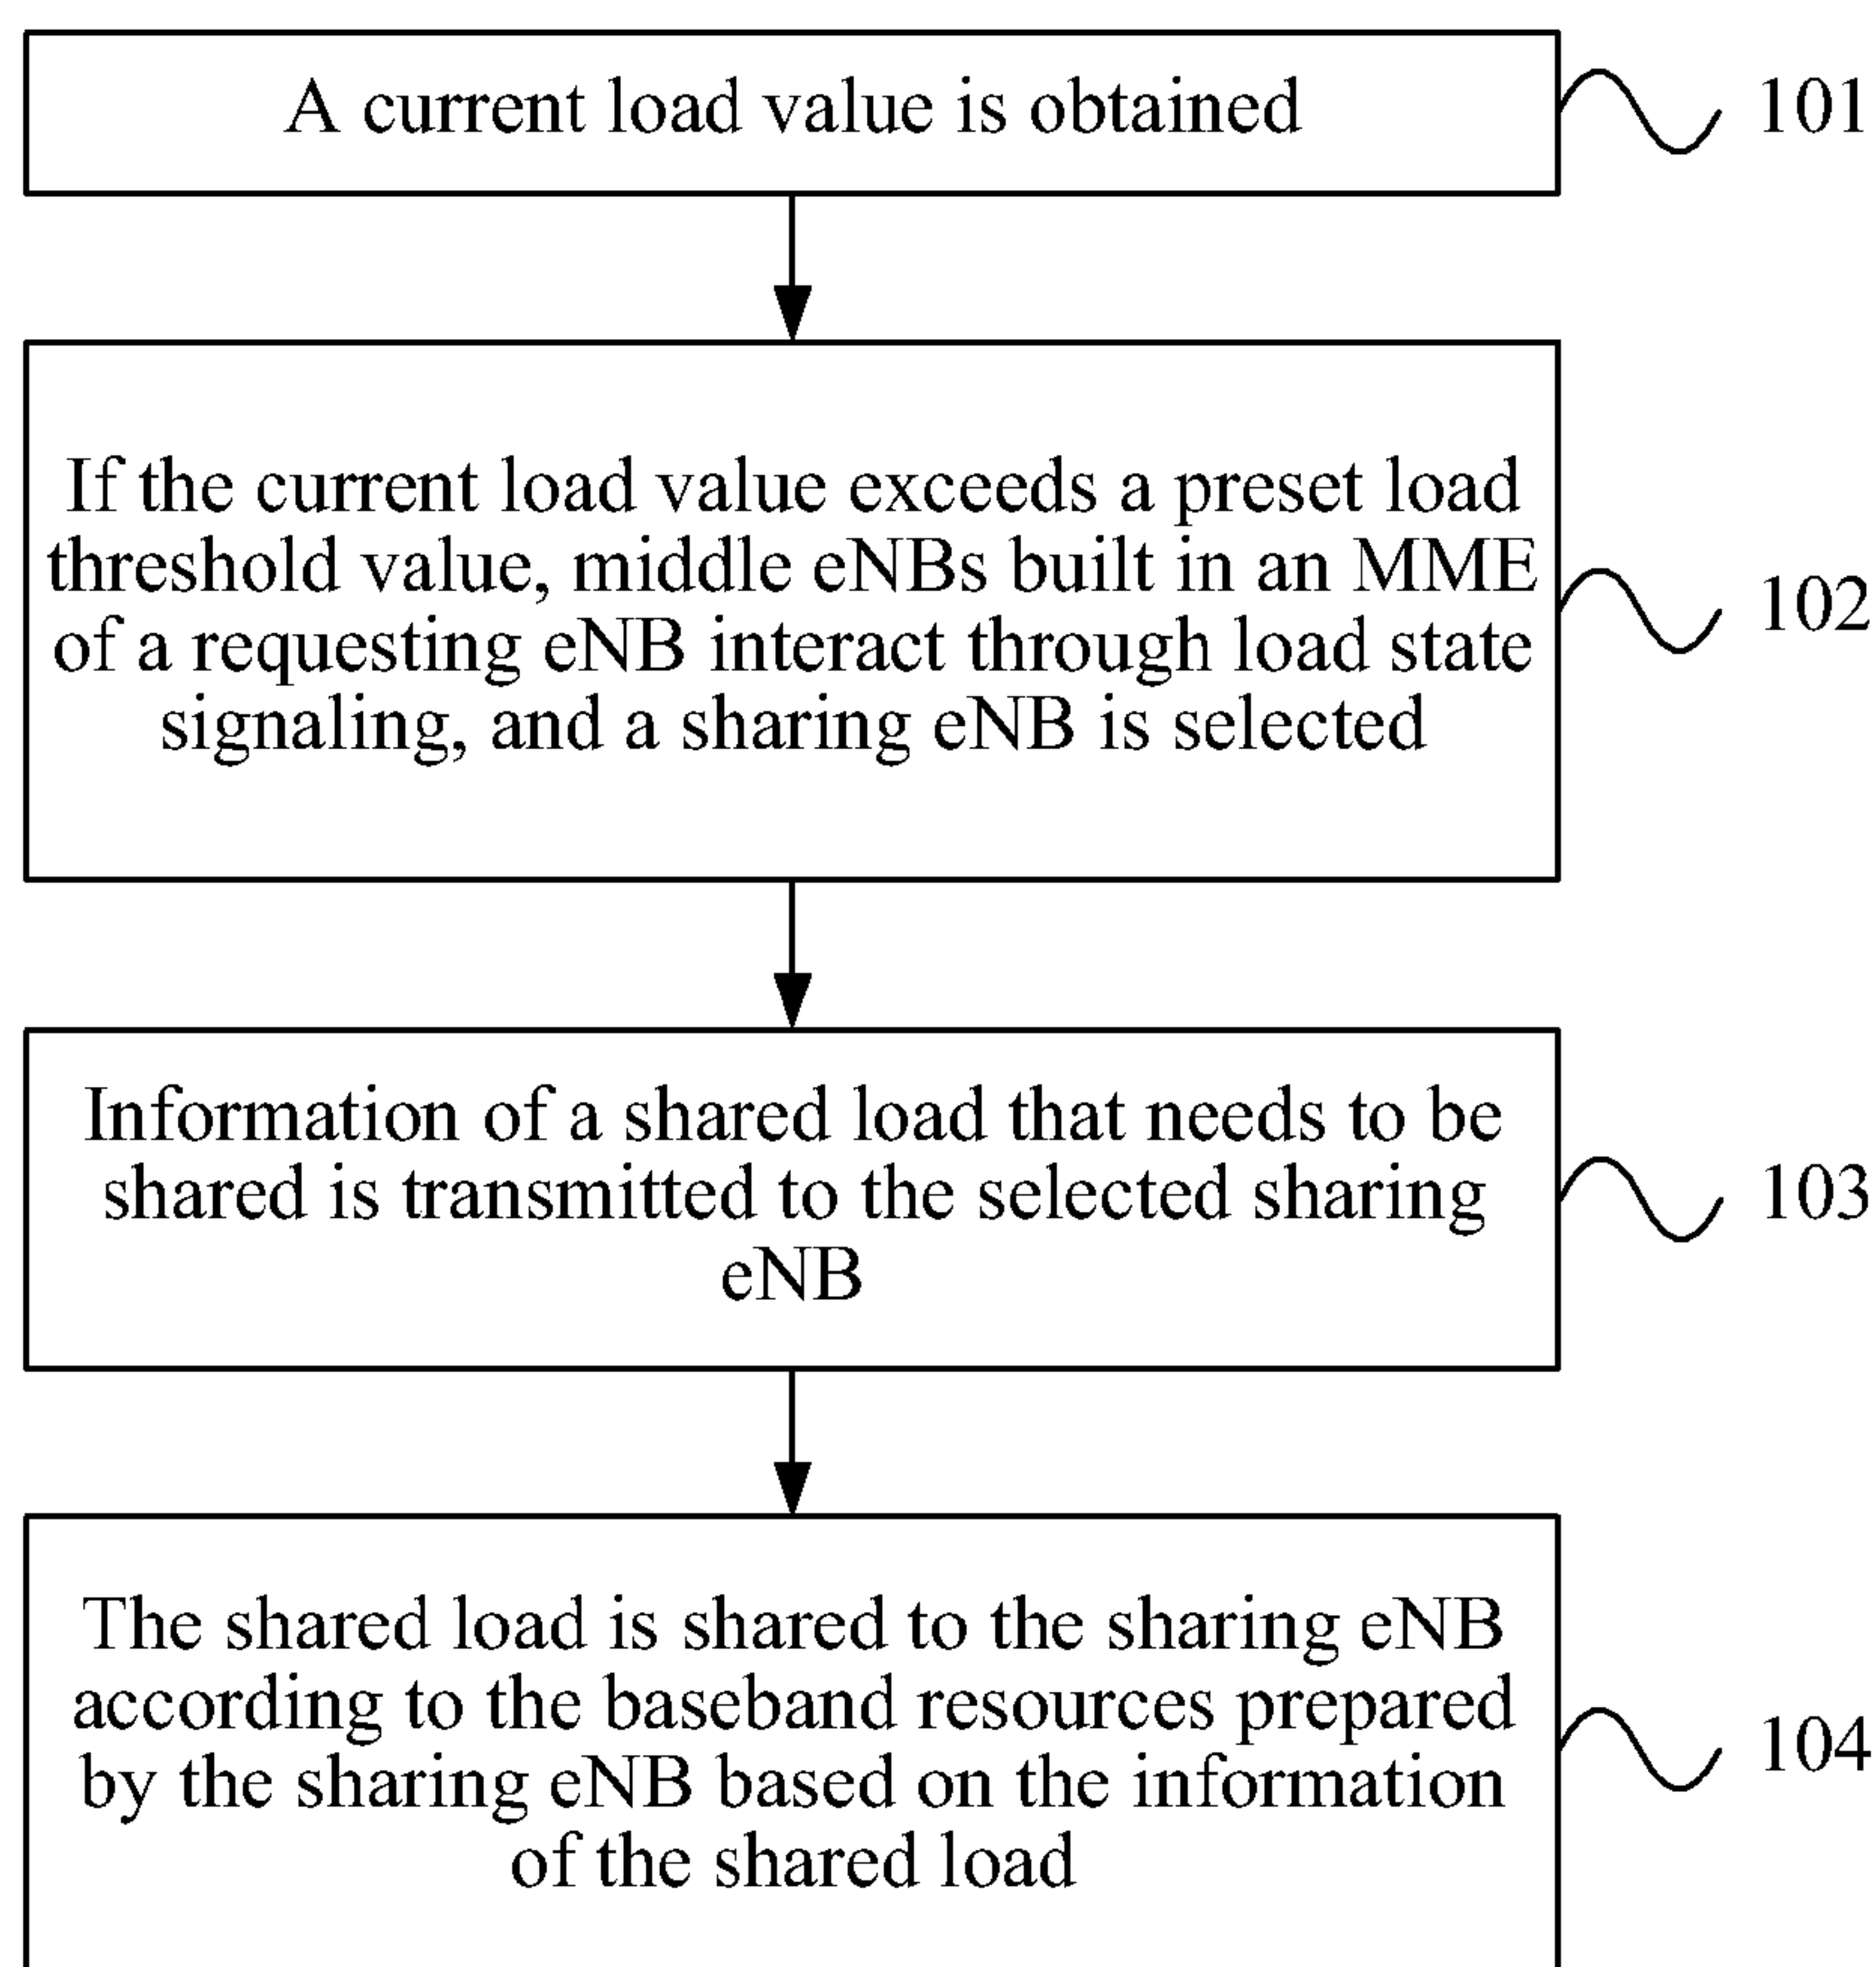 A current load value is obtained
101
If the current load value exceeds a preset load
threshold value, middle eNBs built in an MME
of a requesting eNB interact through load state
signaling, and a sharing eNB is selected
102
Information of a shared load that needs to be
shared is transmitted to the selected sharing
eNB
103
The shared load is shared to the sharing eNB
according to the baseband resources prepared
by the sharing eNB based on the information
of the shared load
104